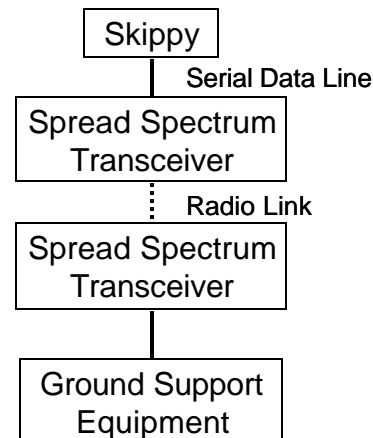 Skippy
Serial Data Line
Spread Spectrum
Transceiver
Radio Link
Spread Spectrum
Transceiver
Ground Support
Equipment